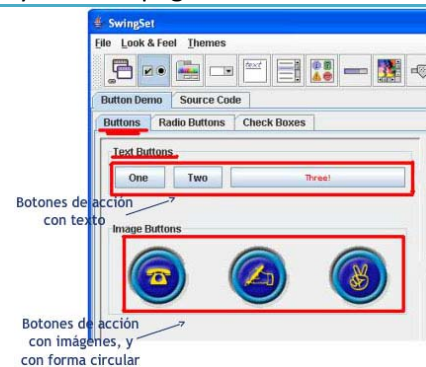 SwingSet
File Look & Feel Themes
text
Button Demo Source Code
Buttons Radio Buttons Check Boxes
Text Buttons
One Two Three!
Botones de acción
con texto
Image Buttons
Botones de acción
con imágenes, y
con forma circular